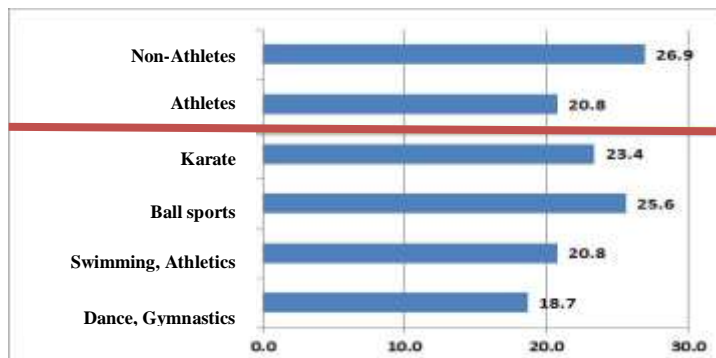 Non-Athletes 26.9
Athletes 20.8
Karate 23.4
Ball sports 25.6
Swimming, Athletics 20.8
Dance, Gymnastics 18.7
0.0 10.0 20.0 30.0